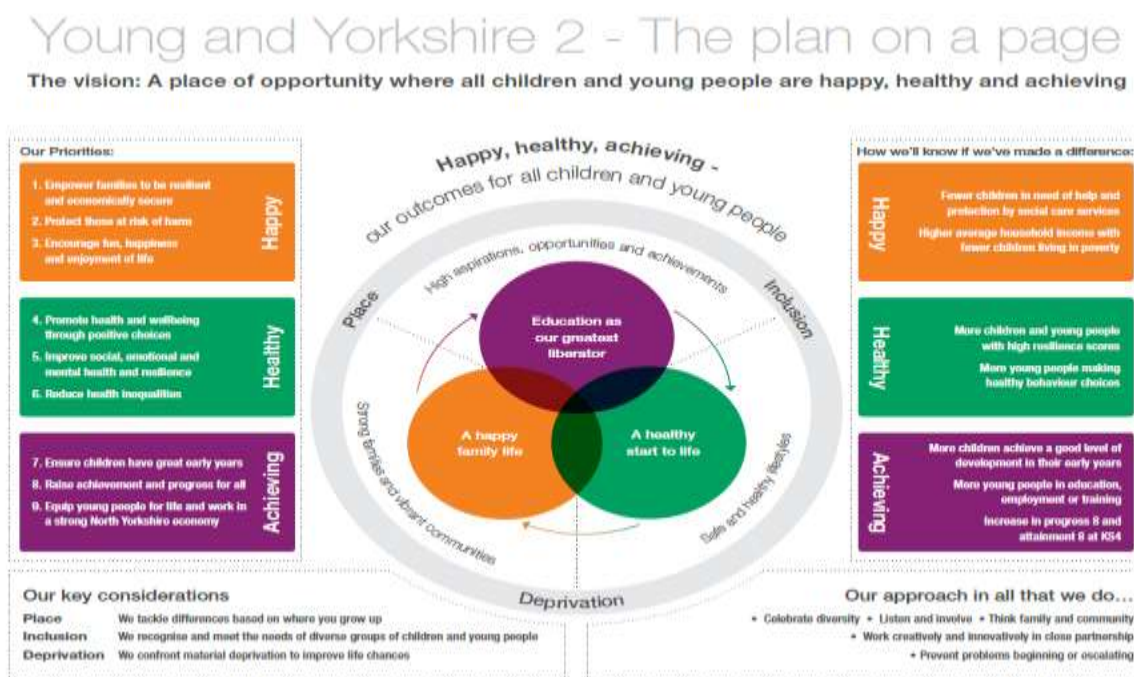 Young and Yorkshire 2 - The plan on a page
The vision: A place of opportunity where all children and young people are happy, healthy and achieving
Our Priorities:
1. Empower families to be resilient
and economically secure
2. Protect those at risk of harm
3. Encourage fun, happiness
and enjoyment of life
Happy
4. Promote health and wellbeing
through positive choices
5. Improve social, emotional and
mental health and resilience
6. Reduce health inequalities
Healthy
7. Ensure children have great early years
8. Raise achievement and progress for all
9. Equip young people for life and work in
a strong North Yorkshire economy
Achieving
Happy, healthy, achieving -
our outcomes for all children and young people
High aspirations, opportunities and achievements
Place
Inclusion
Education as
our greatest
liberator
A happy
family life
A healthy
start to life
Strong families and vibrant communities
Safe and healthy lifestyles
Deprivation
How we'll know if we've made a difference:
Happy
Fewer children in need of help and
protection by social care services
Higher average household income with
fewer children living in poverty
Healthy
More children and young people
with high resilience scores
More young people making
healthy behaviour choices
Achieving
More children achieve a good level of
development in their early years
More young people in education,
employment or training
Increase in progress 8 and
attainment 8 at KS4
Our key considerations
Place We tackle differences based on where you grow up
Inclusion We recognise and meet the needs of diverse groups of children and young people
Deprivation We confront material deprivation to improve life chances
Our approach in all that we do...
• Celebrate diversity • Listen and involve • Think family and community
• Work creatively and innovatively in close partnership
• Prevent problems beginning or escalating